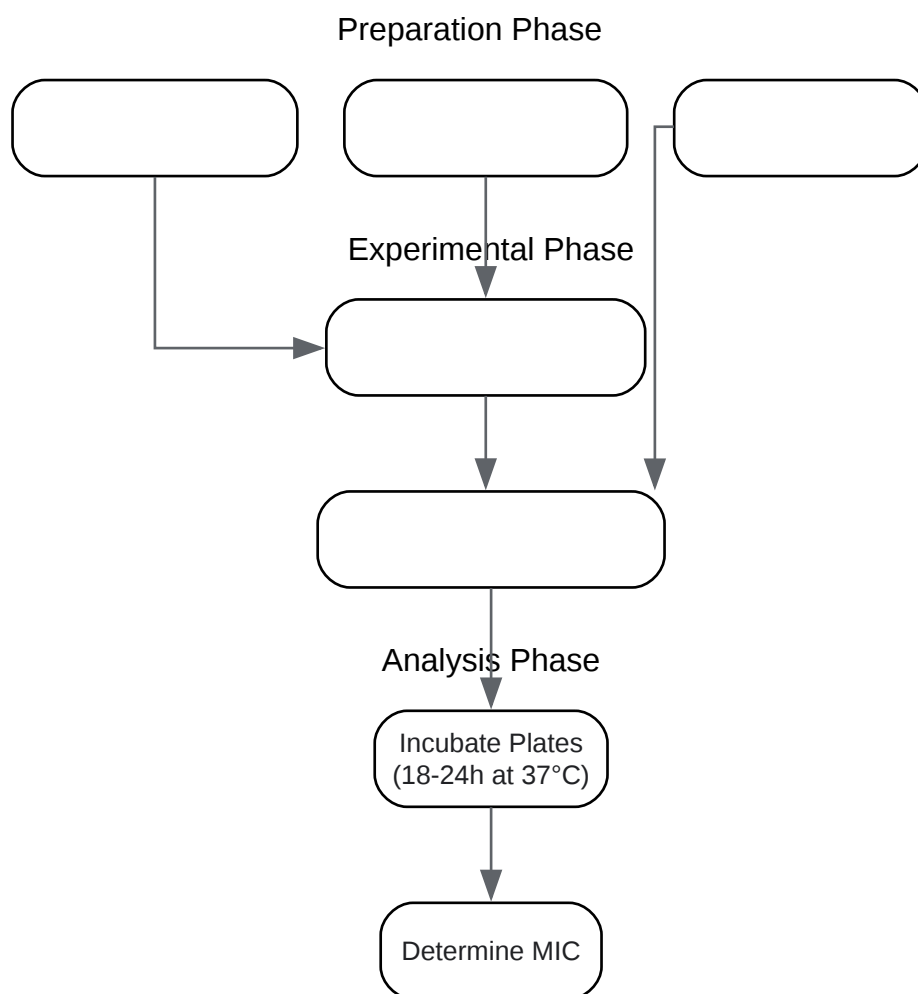 Preparation Phase
Experimental Phase
Analysis Phase
Incubate Plates
(18-24h at 37°C)
Determine MIC